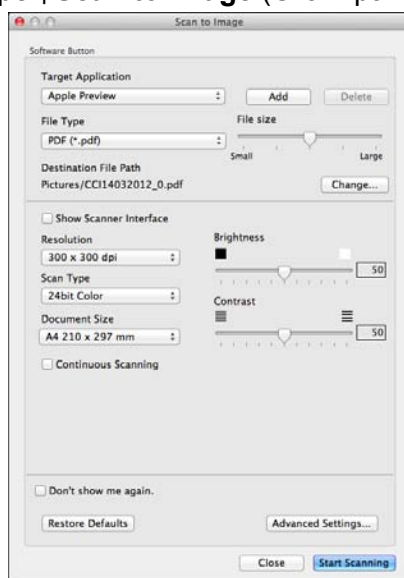 Scan to Image
Software Button
Target Application
Apple Preview
Add
Delete
File Type
File size
PDF (*.pdf)
Small
Large
Destination File Path
Pictures/CCI14032012_0.pdf
Change...
Show Scanner Interface
Resolution
Brightness
300 x 300 dpi
50
Scan Type
24bit Color
Contrast
Document Size
50
A4 210 x 297 mm
Continuous Scanning
Don't show me again.
Restore Defaults
Advanced Settings...
Close
Start Scanning